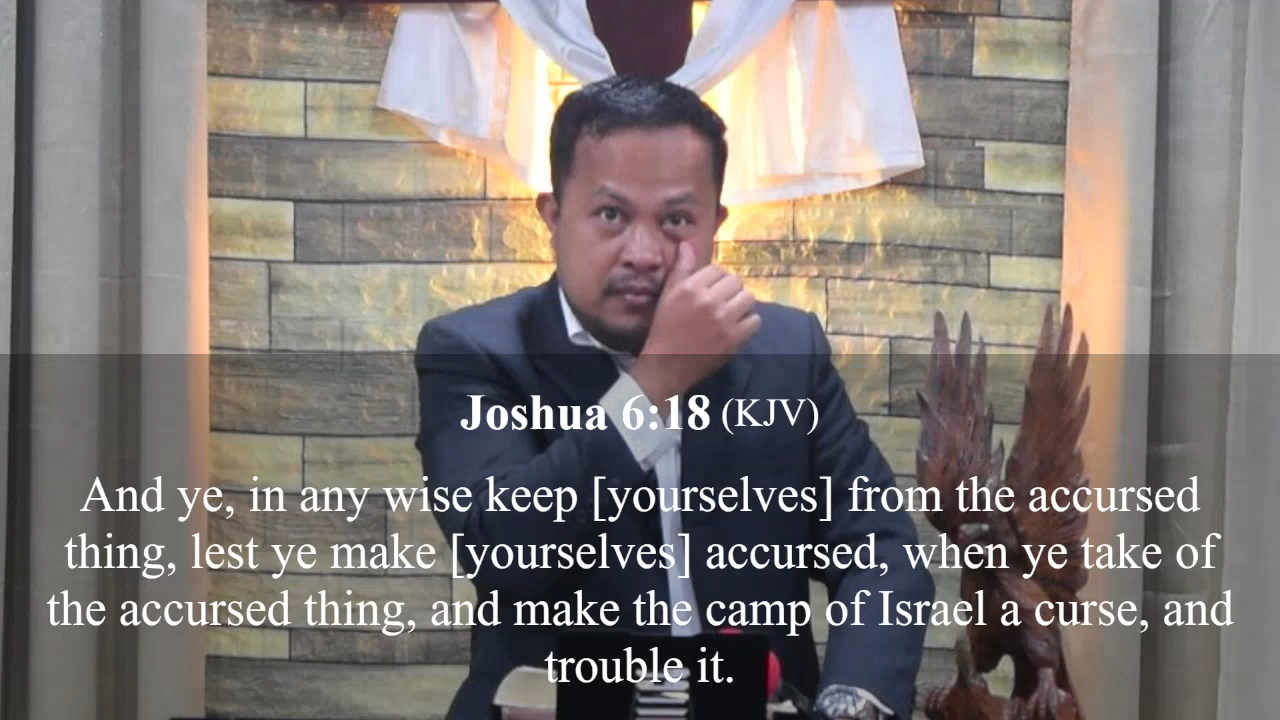 Joshua 6:18 (KJV)
And ye, in any wise keep [yourselves] from the accursed
thing, lest ye make [yourselves] accursed, when ye take of
the accursed thing, and make the camp of Israel a curse, and
trouble it.